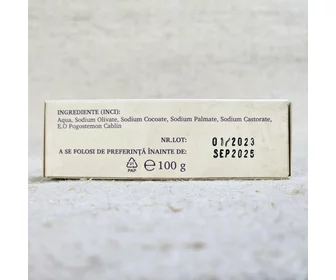 INGREDIENTE (INCI):
Aqua, Sodium Olivate, Sodium Cocoate, Sodium Palmate, Sodium Castorate,
E.O Pogostemon Cablin
NR.LOT: 01/2023
A SE FOLOSI DE PREFERINȚĂ ÎNAINTE DE: SEP2025
PAP ℮ 100 g